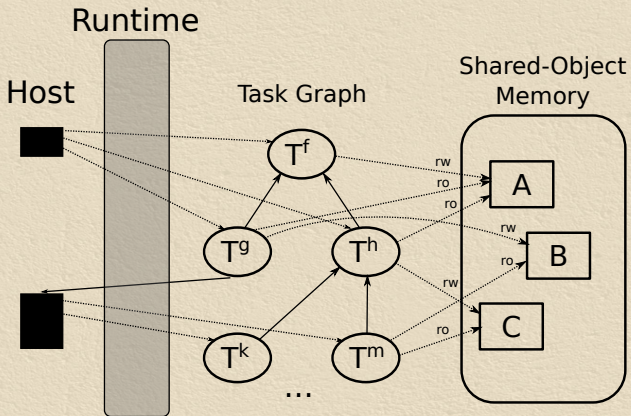 Runtime
Host
Task Graph
Shared-Object
Memory
T^f
T^g
T^h
T^k
T^m
...
rw
ro
ro
rw
ro
rw
ro
A
B
C